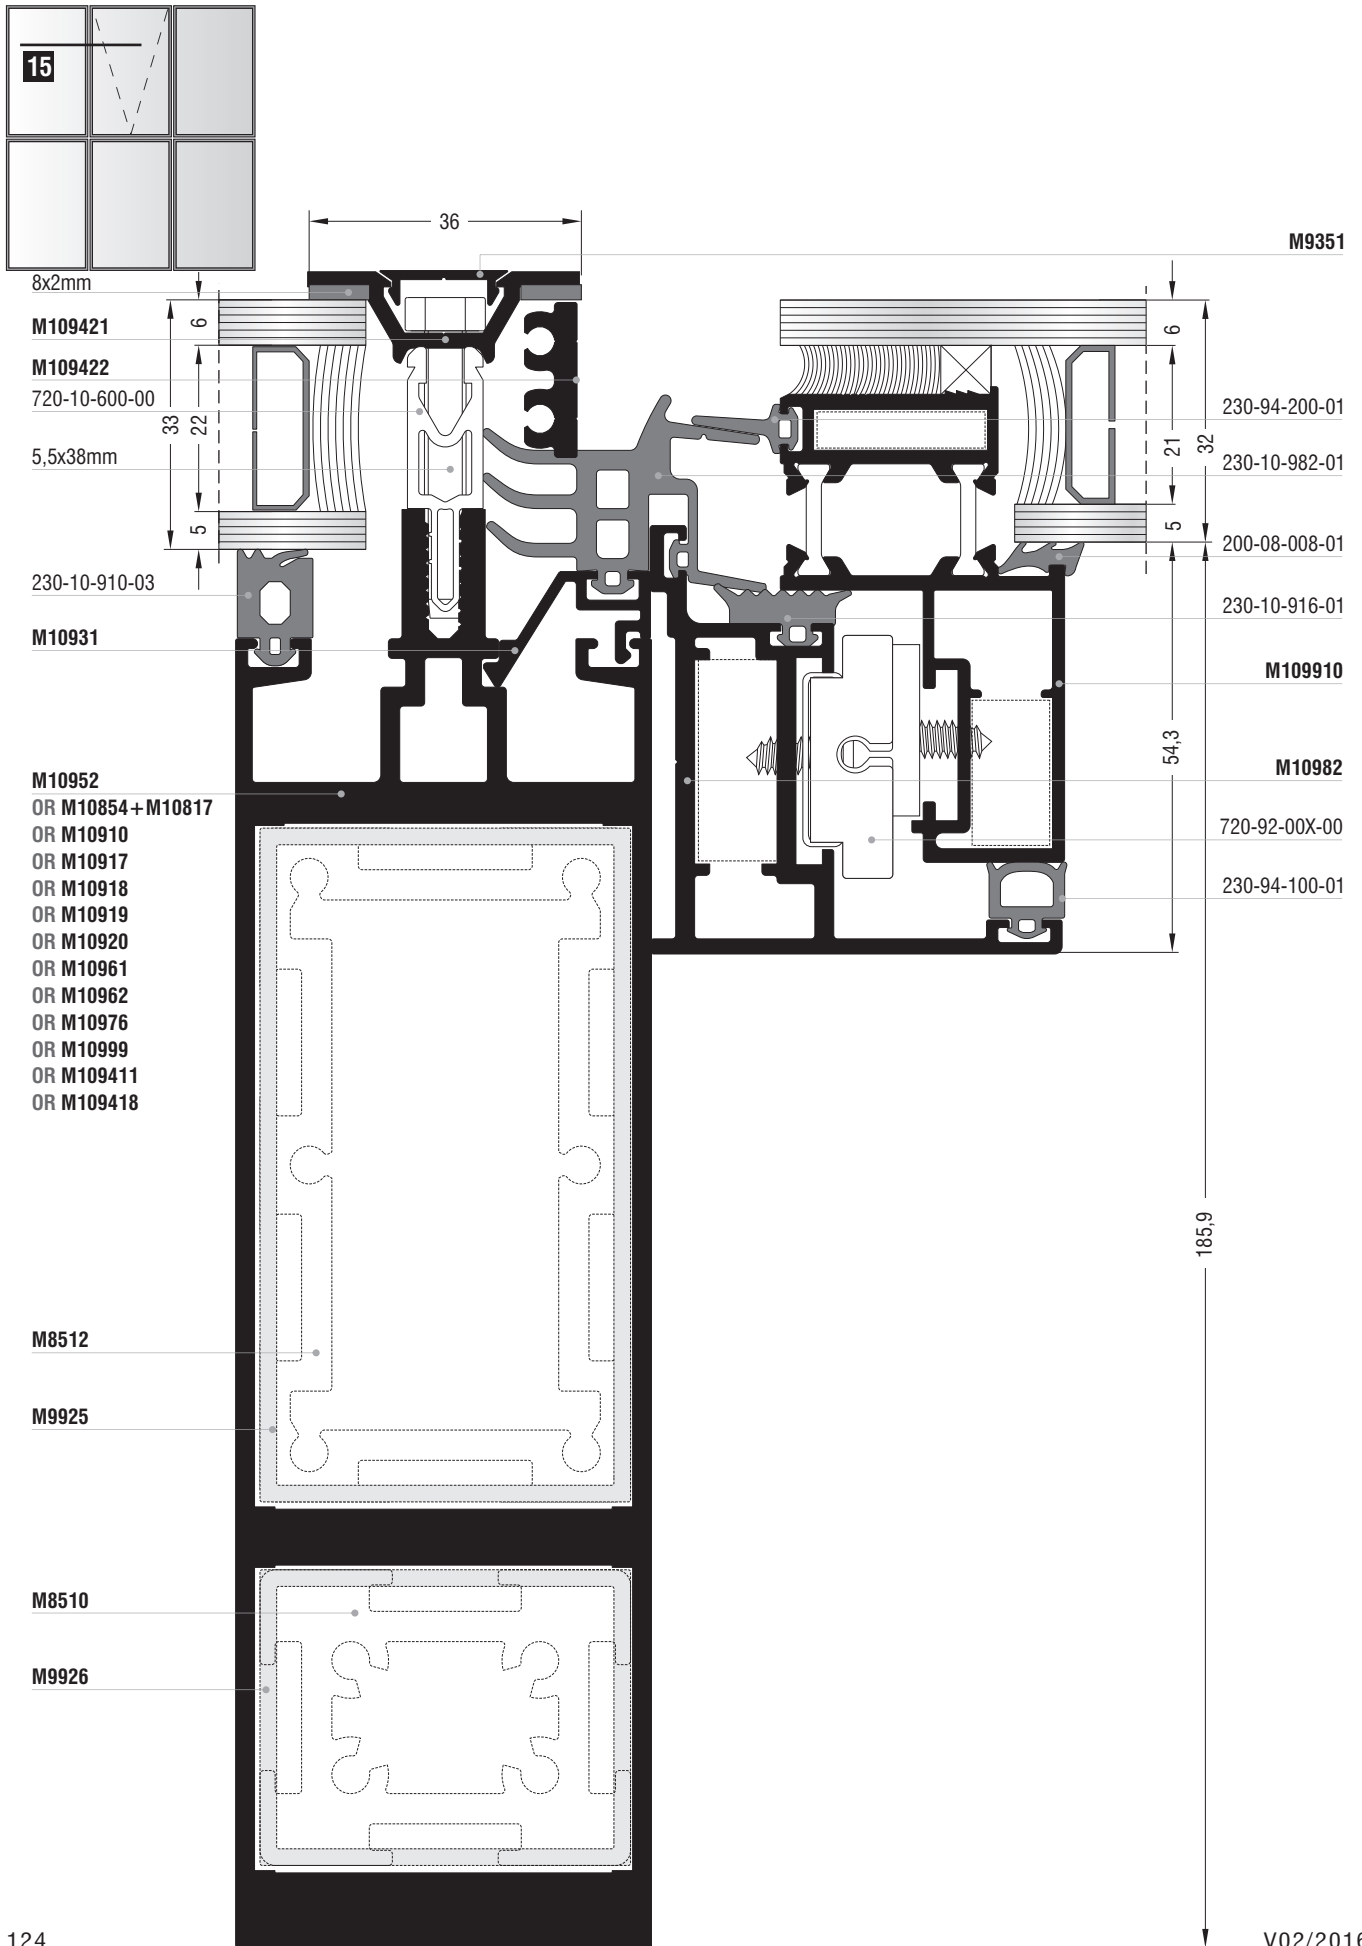 15
36
M9351
8x2mm
M109421
M109422
720-10-600-00
5,5x38mm
230-10-910-03
M10931
M10952
OR M10854+M10817
OR M10910
OR M10917
OR M10918
OR M10919
OR M10920
OR M10961
OR M10962
OR M10976
OR M10999
OR M109411
OR M109418
M8512
M9925
M8510
M9926
6
33
22
5
6
21
32
5
230-94-200-01
230-10-982-01
200-08-008-01
230-10-916-01
M109910
54,3
M10982
720-92-00X-00
230-94-100-01
185,9
124
V02/2016